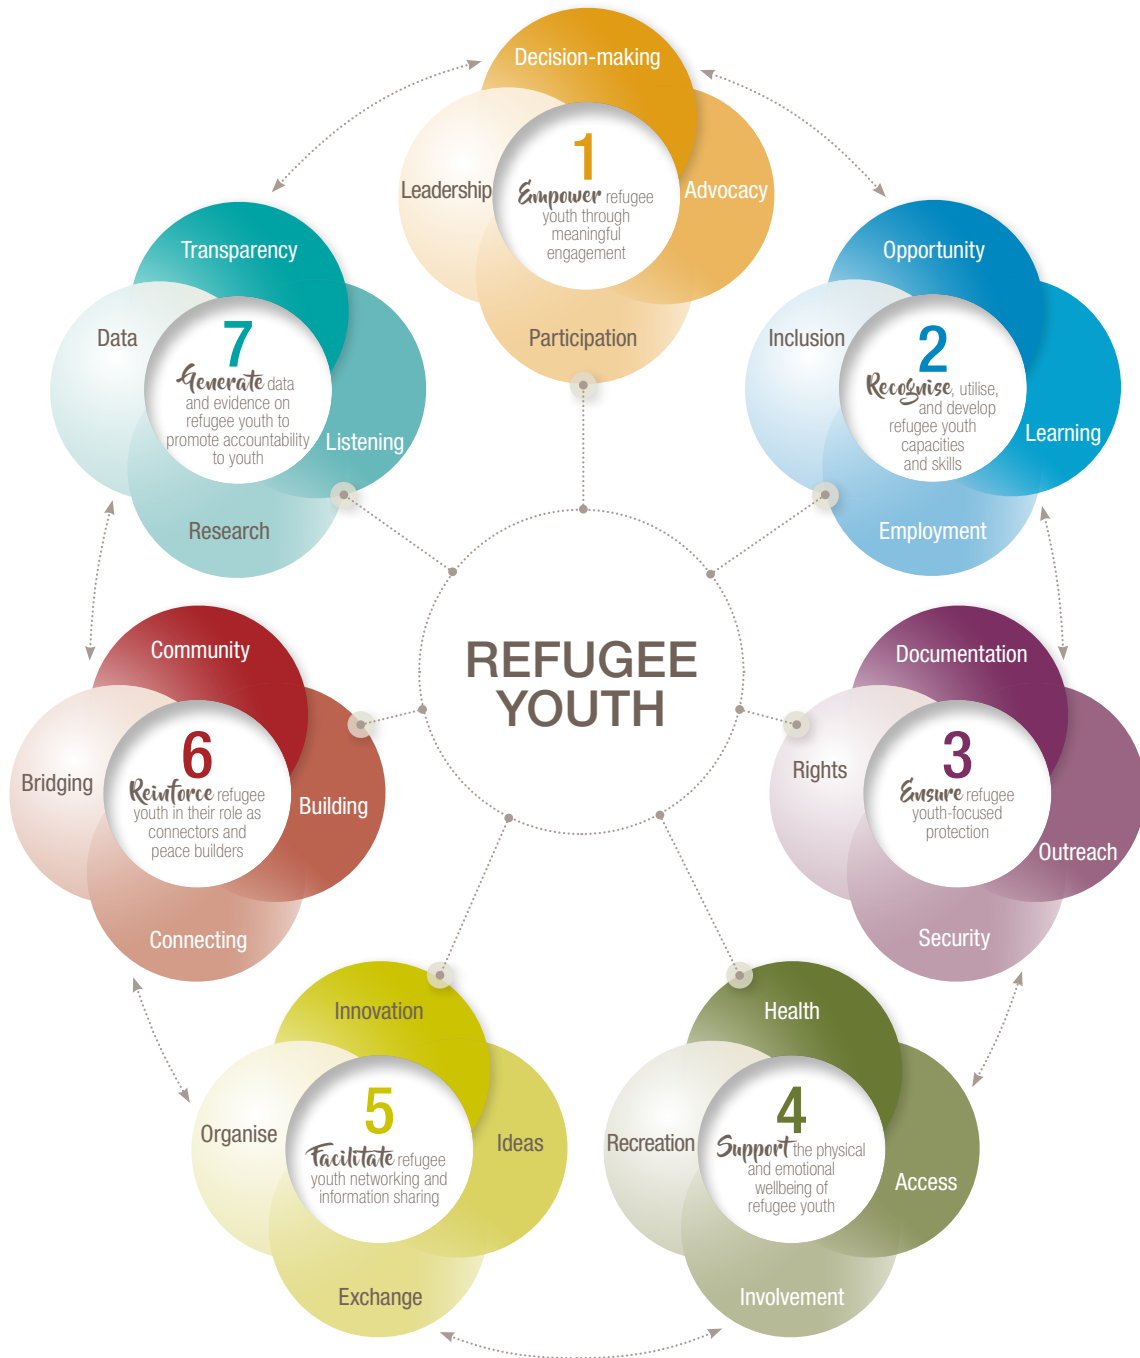 Decision-making
Leadership
Advocacy
Participation
1
Empower refugee
youth through
meaningful
engagement
Opportunity
Inclusion
Learning
Employment
2
Recognise, utilise,
and develop
refugee youth
capacities
and skills
Documentation
Rights
Outreach
Security
3
Ensure refugee
youth-focused
protection
Health
Recreation
Access
Involvement
4
Support the physical
and emotional
wellbeing of
refugee youth
Innovation
Organise
Ideas
Exchange
5
Facilitate refugee
youth networking and
information sharing
Community
Bridging
Building
Connecting
6
Reinforce refugee
youth in their role as
connectors and
peace builders
Transparency
Data
Listening
Research
7
Generate data
and evidence on
refugee youth to
promote accountability
to youth
REFUGEE
YOUTH